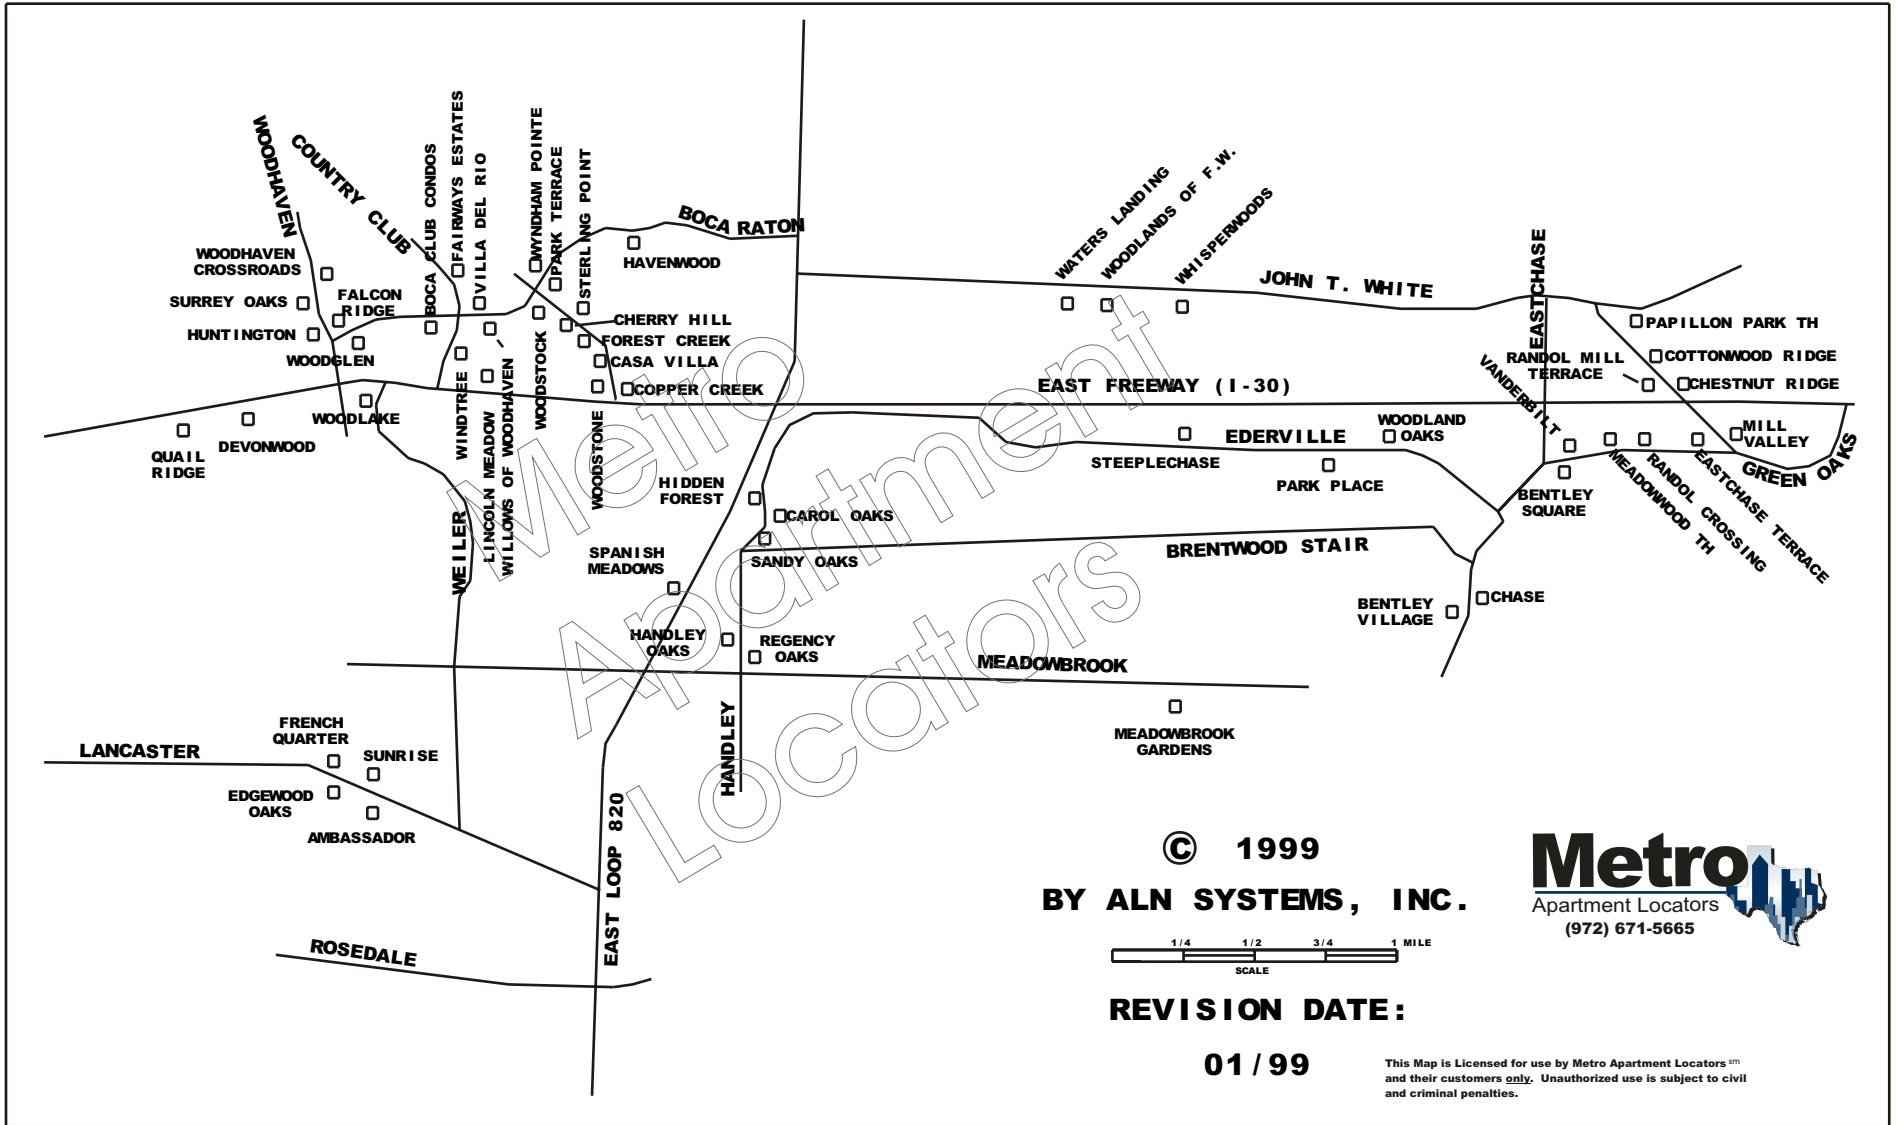 WOODHAVEN
COUNTRY CLUB
BOCA CLUB CONDOS
FAIRWAYS ESTATES
VILLA DEL RIO
WYNDHAM POINTE
PARK TERRACE
STERLING POINT
BOCA RATON
HAVENWOOD
WOODHAVEN
CROSSROADS
SURREY OAKS
FALCON
RIDGE
HUNTINGTON
WOODGLEN
CHERRY HILL
FOREST CREEK
CASA VILLA
COPPER CREEK
WOODLAKE
DEVONWOOD
QUAIL
RIDGE
WINDTREE
LINCOLN MEADOW
WILLOWS OF WOODHAVEN
WOODSTOCK
WOODSTONE
WEILER
WATERS LANDING
WOODLANDS OF F.W.
WHISPERWOODS
JOHN T. WHITE
EASTCHASE
PAPILLON PARK TH
COTTONWOOD RIDGE
RANDOL MILL
TERRACE
CHESTNUT RIDGE
EAST FREEWAY (I-30)
VANDERBILT
WOODLAND
OAKS
EDERVILLE
MILL
VALLEY
GREEN OAKS
STEEPLECHASE
PARK PLACE
BENTLEY
SQUARE
MEADOWWOOD TH
RANDOL CROSSING
EASTCHASE TERRACE
HIDDEN
FOREST
CAROL OAKS
SANDY OAKS
BRENTWOOD STAIR
SPANISH
MEADOWS
BENTLEY
VILLAGE
CHASE
HANDLEY
OAKS
REGENCY
OAKS
MEADOWBROOK
HANDLEY
MEADOWBROOK
GARDENS
FRENCH
QUARTER
SUNRISE
LANCASTER
EDGEWOOD
OAKS
AMBASSADOR
EAST LOOP 820
ROSEDALE
Metro
Apartment
Locators
© 1999
BY ALN SYSTEMS, INC.
1/4 1/2 3/4 1 MILE
SCALE
REVISION DATE:
01/99
Metro
Apartment Locators
(972) 671-5665
This Map is Licensed for use by Metro Apartment Locators sm
and their customers only. Unauthorized use is subject to civil
and criminal penalties.